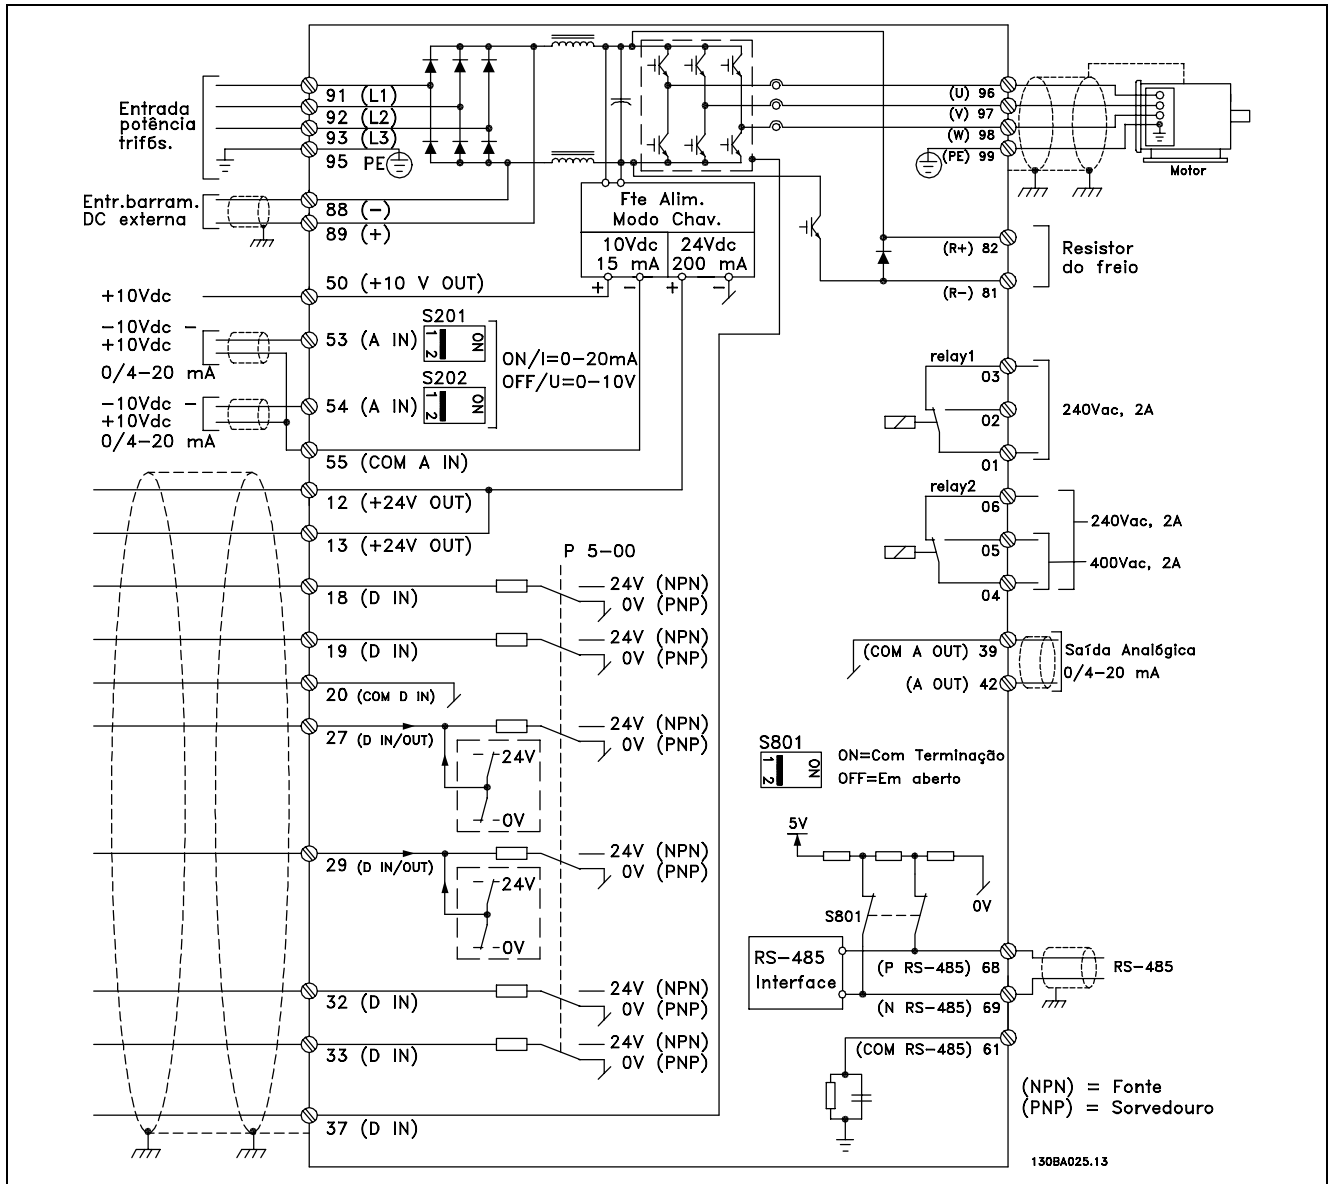 Entrada
potência
trifós.
91 (L1)
92 (L2)
93 (L3)
95 PE
Entr.barram.
DC externa
88 (-)
89 (+)
+10Vdc
50 (+10 V OUT)
-10Vdc -
+10Vdc
0/4-20 mA
53 (A IN)
S201
1 2
ON
ON/I=0-20mA
OFF/U=0-10V
S202
1 2
ON
-10Vdc -
+10Vdc
0/4-20 mA
54 (A IN)
55 (COM A IN)
12 (+24V OUT)
13 (+24V OUT)
P 5-00
18 (D IN)
24V (NPN)
0V (PNP)
19 (D IN)
24V (NPN)
0V (PNP)
20 (COM D IN)
27 (D IN/OUT)
24V (NPN)
0V (PNP)
24V
0V
29 (D IN/OUT)
24V (NPN)
0V (PNP)
24V
0V
32 (D IN)
24V (NPN)
0V (PNP)
33 (D IN)
24V (NPN)
0V (PNP)
37 (D IN)
Fte Alim.
Modo Chav.
10Vdc
15 mA
24Vdc
200 mA
+ - + -
(U) 96
(V) 97
(W) 98
(PE) 99
Motor
(R+) 82
Resistor
do freio
(R-) 81
relay1
03
02
240Vac, 2A
01
relay2
06
240Vac, 2A
05
400Vac, 2A
04
(COM A OUT) 39
Saída Analógica
0/4-20 mA
(A OUT) 42
S801
1 2
ON
ON=Com Terminação
OFF=Em aberto
5V
0V
S801
RS-485
Interface
(P RS-485) 68
RS-485
(N RS-485) 69
(COM RS-485) 61
(NPN) = Fonte
(PNP) = Sorvedouro
130BA025.13